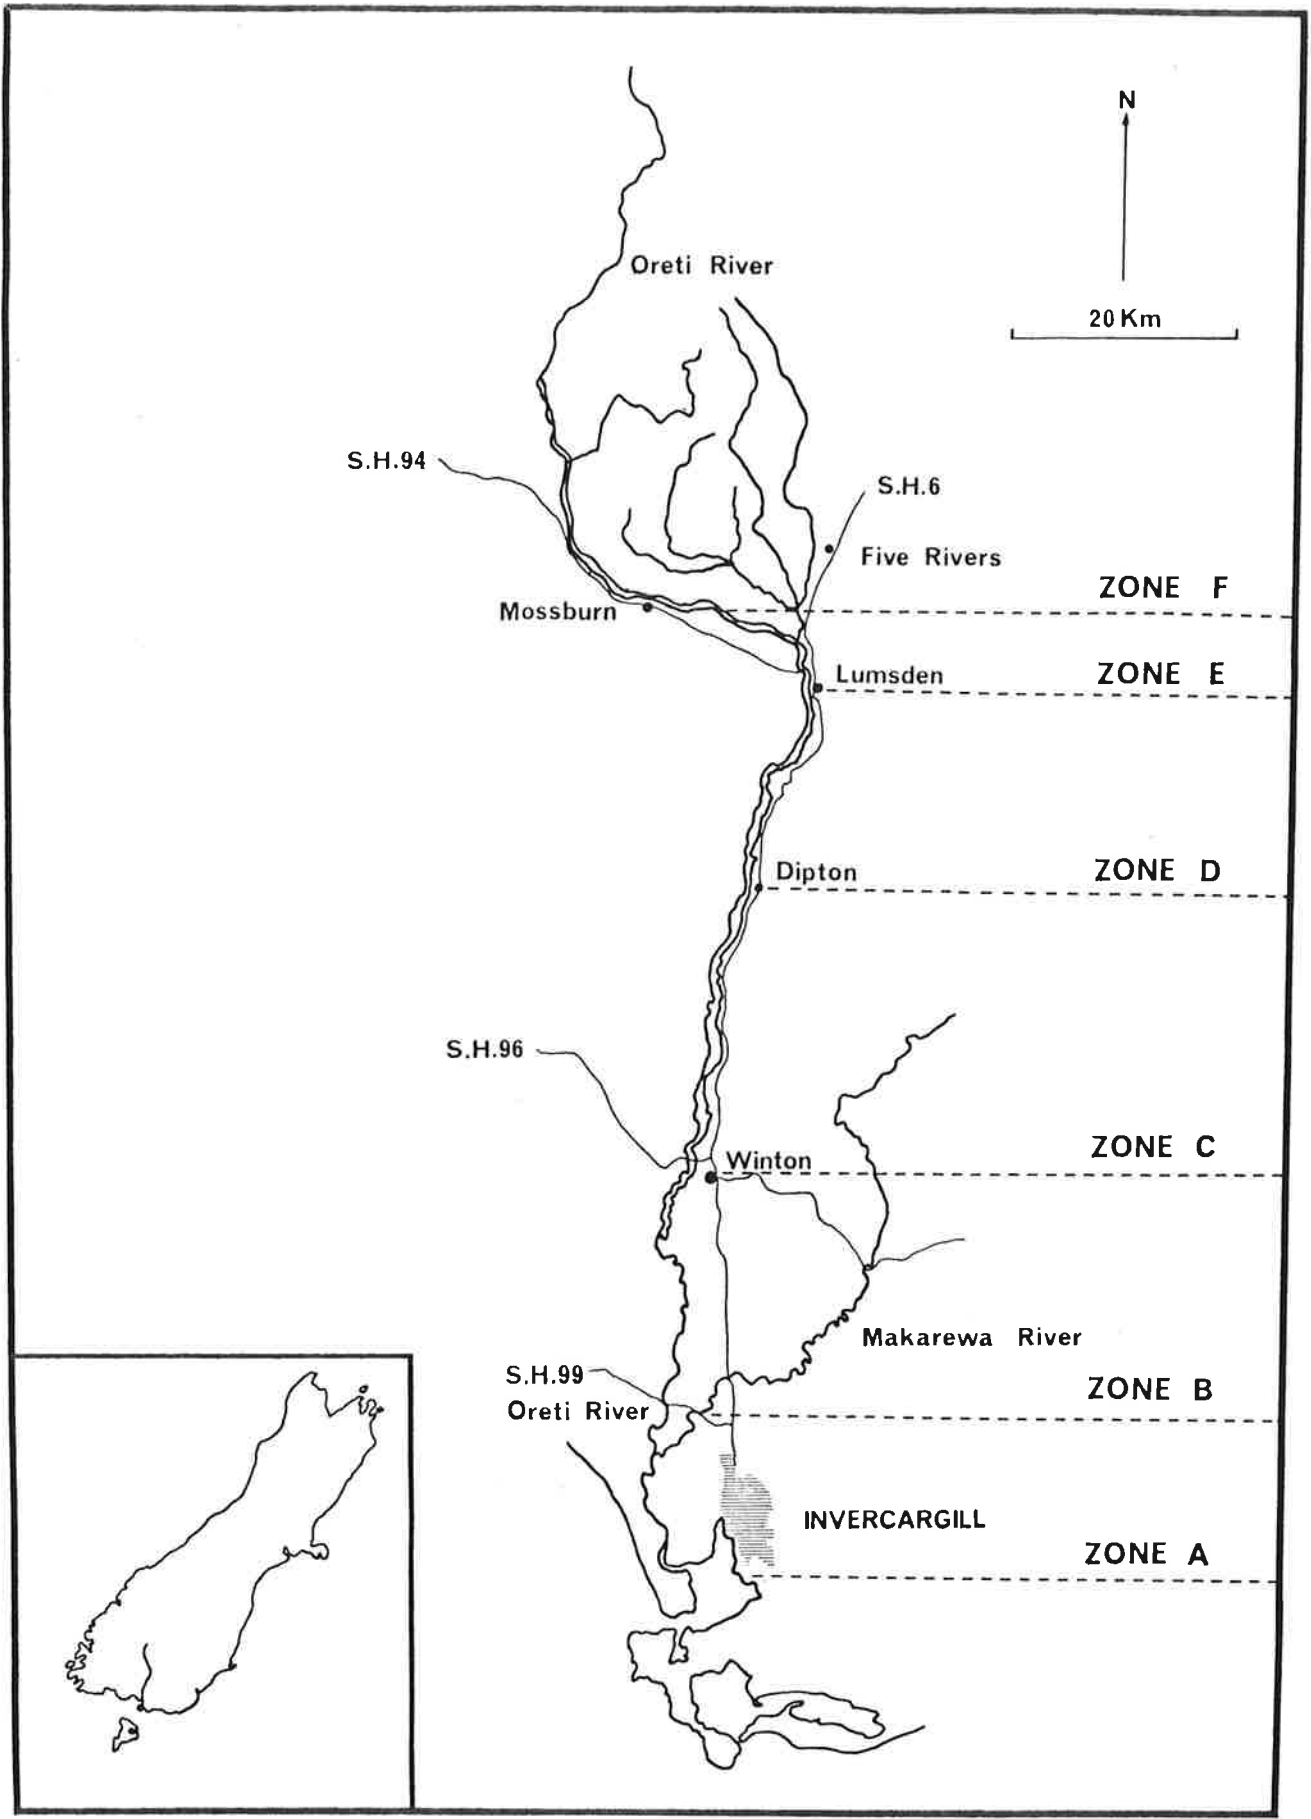 N
Oreti River
20 Km
S.H.94
S.H.6
Five Rivers
ZONE F
Mossburn
Lumsden
ZONE E
Dipton
ZONE D
S.H.96
Winton
ZONE C
Makarewa River
S.H.99
Oreti River
ZONE B
INVERCARGILL
ZONE A